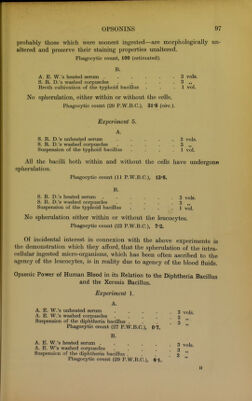 OPSONINS 97
probably those which were soonest ingested—are morphologically un-
altered and preserve their staining properties unaltered.
Phagocytic count, 100 (estimated).
B.
A. E. W.'s heated serum . . . . . . 3 vols.
S. R. D.'s washed corpuscles . . . . . 3 „
Broth cultivation of the typhoid bacillus . . . 1 vol.
No spherulation, either within or without the cells.
Phagocytic count (20 P.W.B.C.), (circ.).
Experiment 5.
A.
S. R. D.'s unheated serum . . . . . 3 vols.
S. R. D.'s washed corpuscles . . . . . 3 „
Suspension of the typhoid bacillus . . . . 1 vol.
All the bacilli both within and without the cells have undergone
spherulation.
Phagocytic count (11 P.W.B.C.),
B.
S. R. D.'s heated serum . . . . . . 3 vols.
S. R. D.'s washed corpuscles . . . . . 3 „
Suspension of the typhoid bacillus . . . . 1 vol.
No spherulation either within or without the leucocytes.
Phagocytic count (23 P.W.B.C.), 7·2.
Of incidental interest in connexion with the above experiments is
the demonstration which they afford, that the spherulation of the intra-
cellular ingested micro-organisms, which has been often ascribed to the
agency of the leucocytes, is in reality due to agency of the blood fluids.
Opsonic Power of Human Blood in its Relation to the Diphtheria Bacillus
and the Xerosis Bacillus.
Experiment 1.
A.
A. E. W.'s unheated serum . . . . . 3 vols.
A. E. W.'s washed corpuscles . . . . . 3 „
Suspension of the diphtheria bacillus . . . . 3 „
Phagocytic count (27 P.W.B.C.), 0·7.
B.
A. E. W.'s heated serum . . . . . . 3 vols.
A. E. W's washed corpuscles . . . . . 3 „
Suspension of the diphtheria bacillus . . . . 3 „
Phagocytic count (29 P.W.B.C.),
H